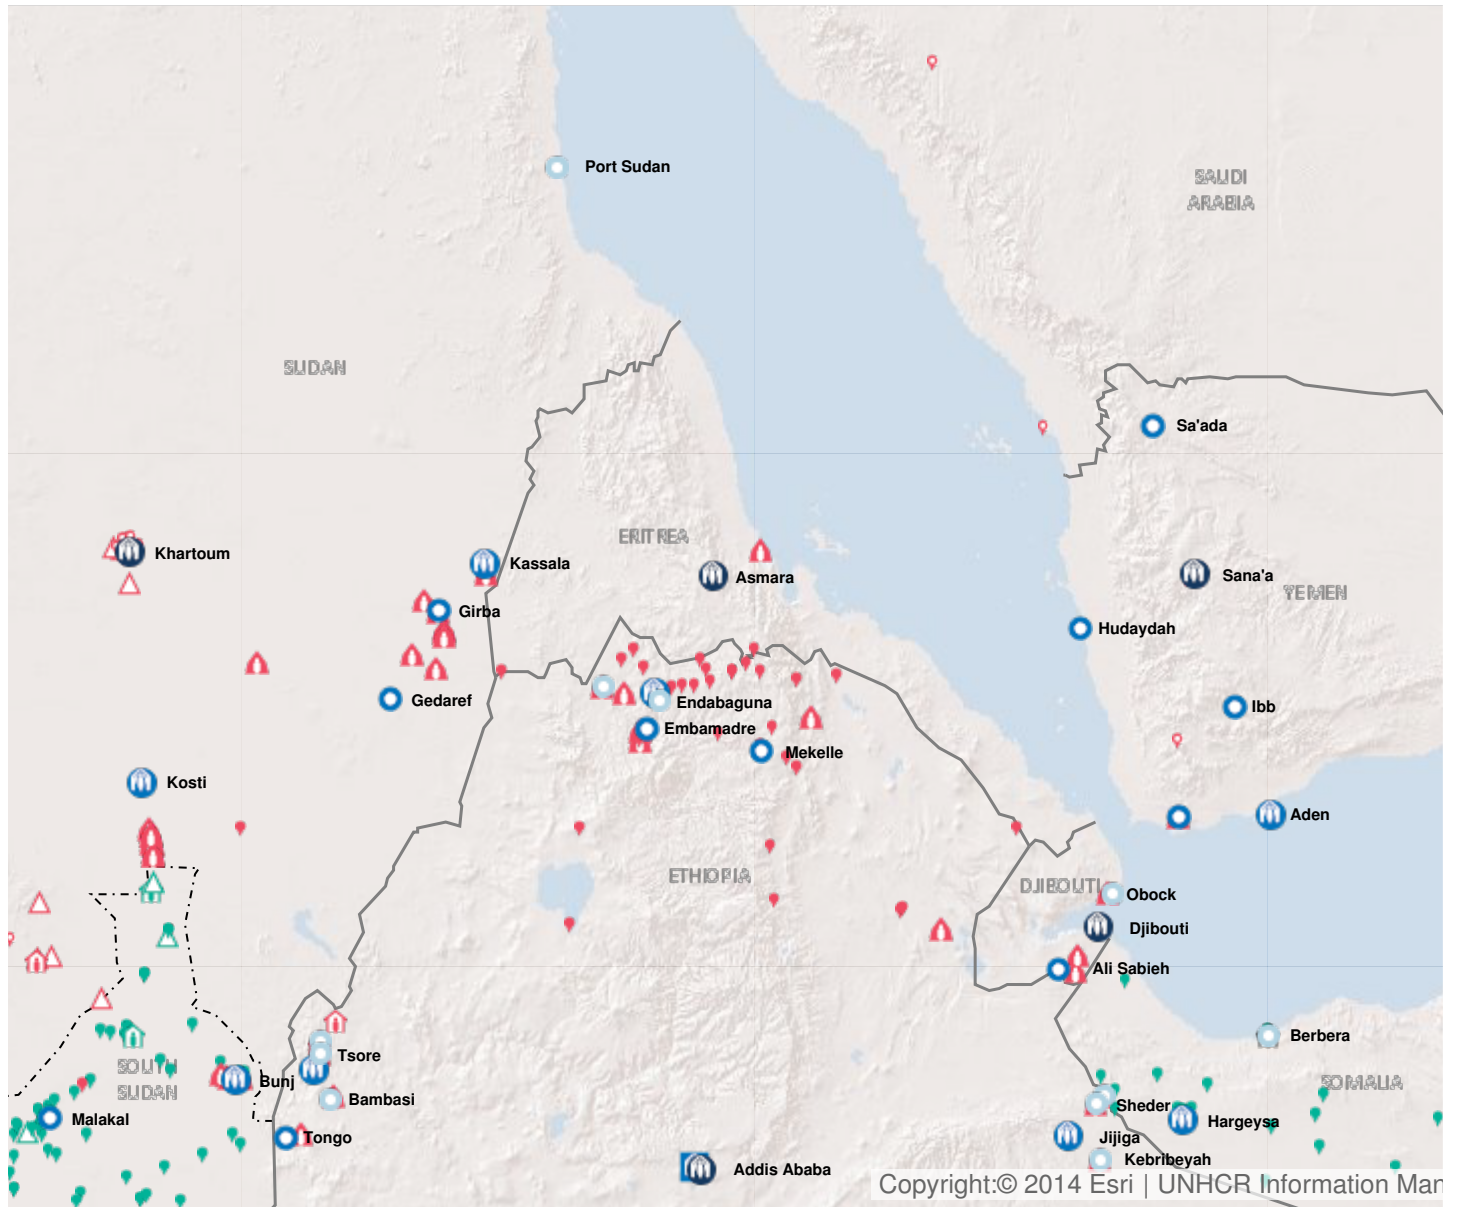 Port Sudan
SAUDI
ARABIA
SUDAN
Sa'ada
ERITREA
Khartoum
Kassala
Asmara
Sana'a
YEMEN
Girba
Hudaydah
Gedaref
Endabaguna
Ibb
Embamadre
Mekelle
Kosti
Aden
ETHIOPIA
DJIBOUTI
Obock
Djibouti
Ali Sabieh
Berbera
Tsore
SOUTH
SUDAN
Bunj
SOMALIA
Bambasi
Sheder
Malakal
Hargeysa
Tongo
Jijiga
Kebribeyah
Addis Ababa
Copyright:© 2014 Esri | UNHCR Information Man